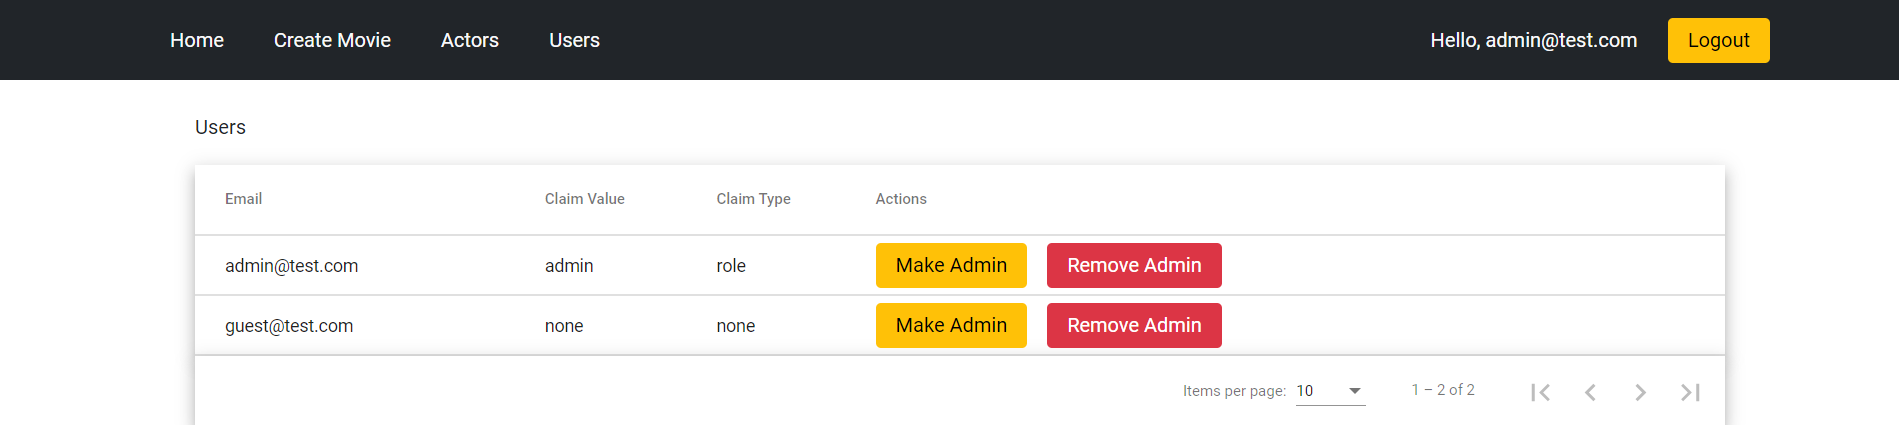 Home Create Movie Actors Users Hello, admin@test.com Logout
Users
Email Claim Value Claim Type Actions
admin@test.com admin role Make Admin Remove Admin
guest@test.com none none Make Admin Remove Admin
Items per page: 10 1 – 2 of 2